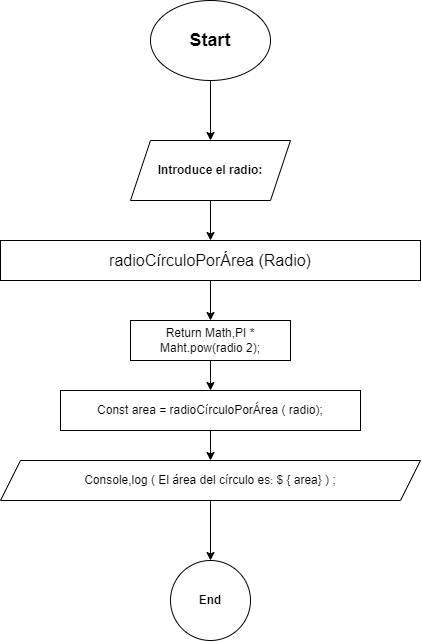 Start
Introduce el radio:
radioCírculoPorÁrea (Radio)
Return Math,PI *
Maht.pow(radio 2);
Const area = radioCírculoPorÁrea ( radio);
Console,log ( El área del círculo es: $ { area} ) ;
End